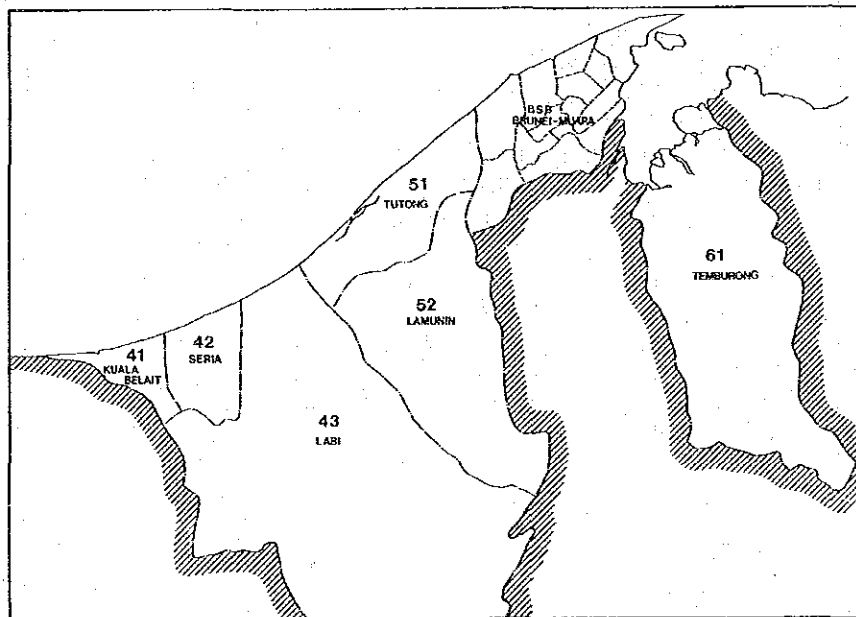 BSB
BRUNEI-MUARA
51
TUTONG
61
TEMBURONG
52
LAMUNIN
42
SERIA
41
KUALA
BELAIT
43
LABI